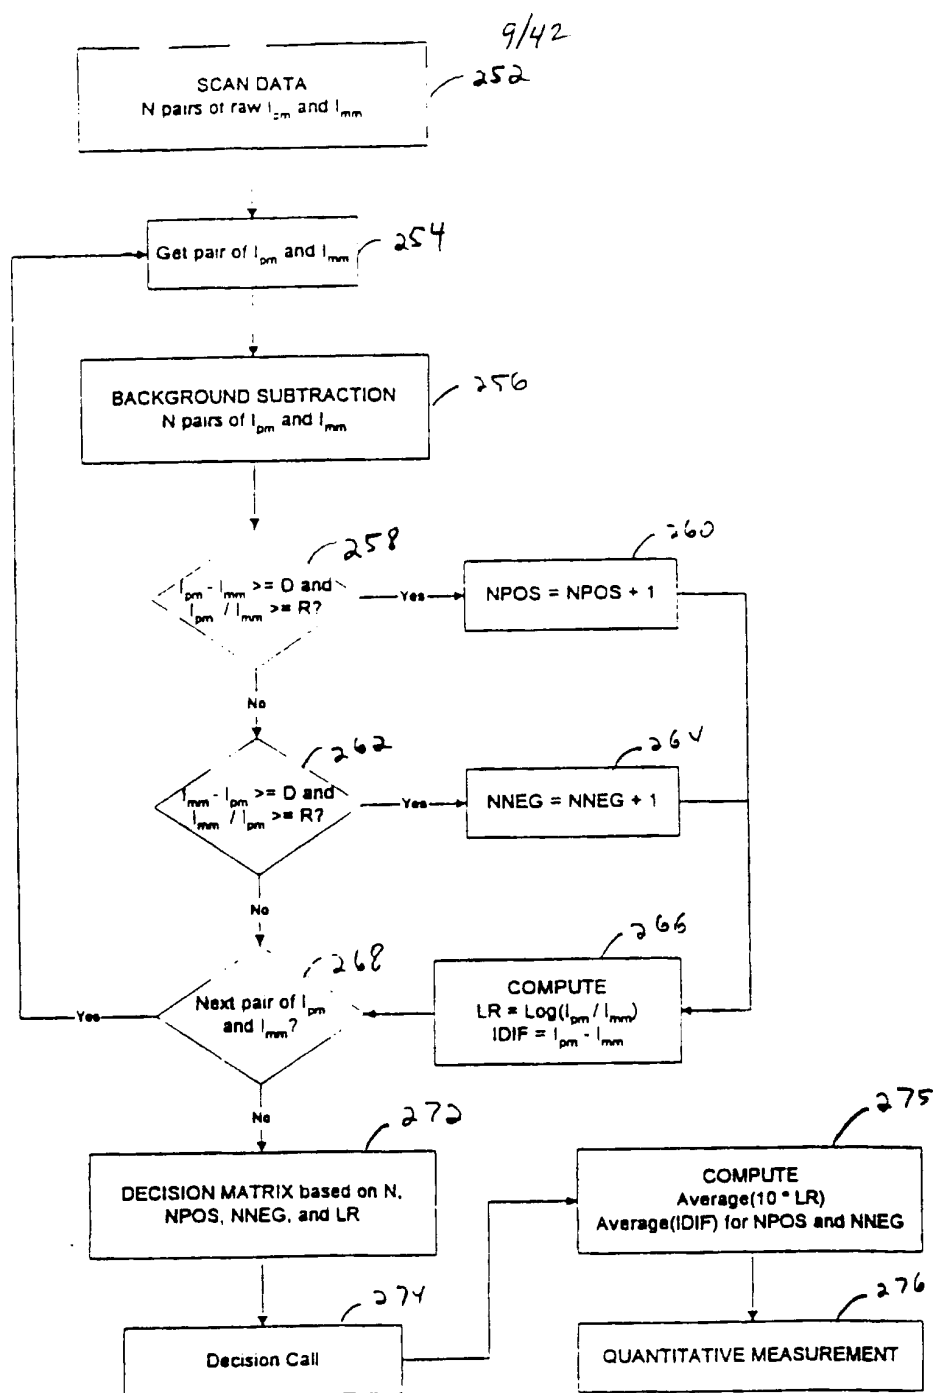 9/42
SCAN DATA
N pairs of raw I_pm and I_mm
252
Get pair of I_pm and I_mm
254
BACKGROUND SUBTRACTION
N pairs of I_pm and I_mm
256
I_pm - I_mm >= D and
I_pm / I_mm >= R?
258
Yes
NPOS = NPOS + 1
260
No
I_mm - I_pm >= D and
I_mm / I_pm >= R?
262
Yes
NNEG = NNEG + 1
264
No
Next pair of I_pm
and I_mm?
268
Yes
COMPUTE
LR = Log(I_pm / I_mm)
IDIF = I_pm - I_mm
266
No
DECISION MATRIX based on N,
NPOS, NNEG, and LR
272
COMPUTE
Average(10 * LR)
Average(IDIF) for NPOS and NNEG
275
Decision Call
274
QUANTITATIVE MEASUREMENT
276